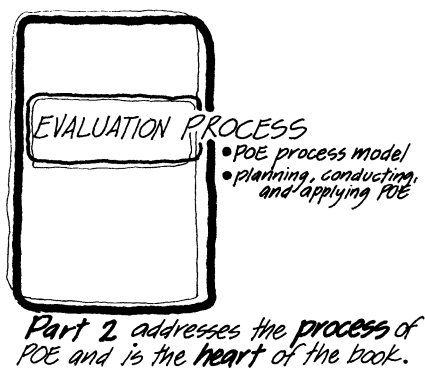 EVALUATION PROCESS
• POE process model
• planning, conducting,
and applying POE
Part 2 addresses the process of
POE and is the heart of the book.